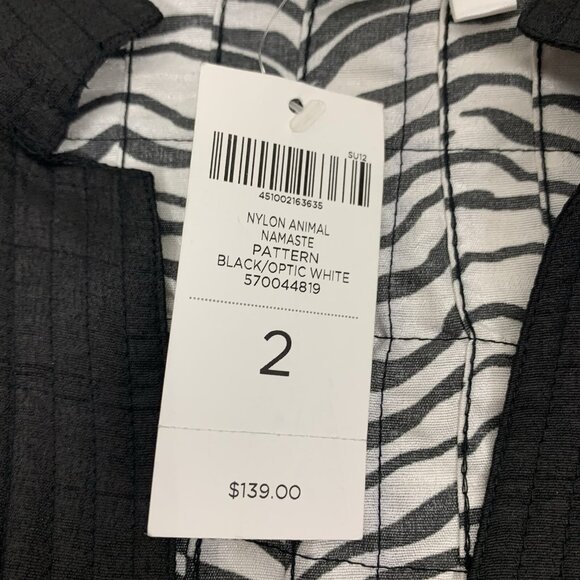 SU12
451002163635
NYLON ANIMAL
NAMASTE
PATTERN
BLACK/OPTIC WHITE
570044819
2
$139.00